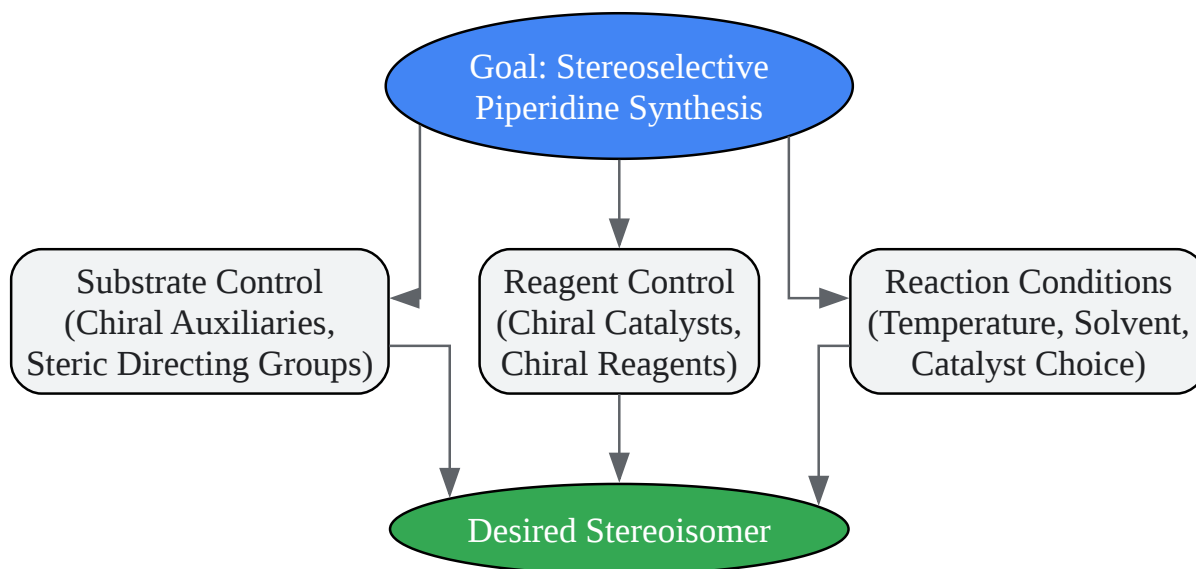 Goal: Stereoselective
Piperidine Synthesis
Substrate Control
(Chiral Auxiliaries,
Steric Directing Groups)
Reagent Control
(Chiral Catalysts,
Chiral Reagents)
Reaction Conditions
(Temperature, Solvent,
Catalyst Choice)
Desired Stereoisomer